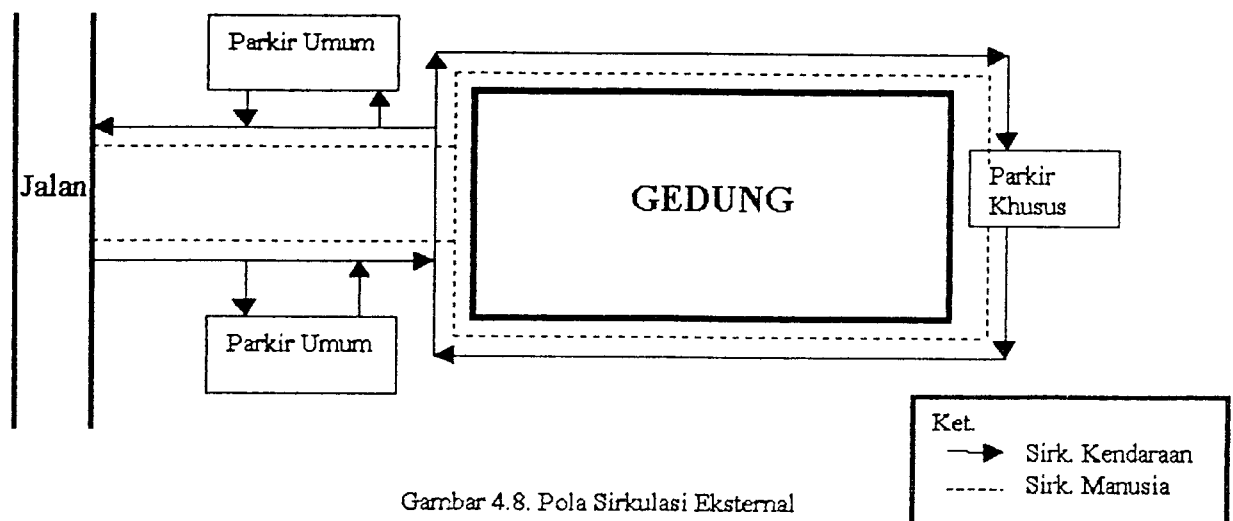 Parkir Umum
Jalan
GEDUNG
Parkir
Khusus
Parkir Umum
Ket.
Sirk. Kendaraan
Sirk. Manusia
Gambar 4.8. Pola Sirkulasi Eksternal